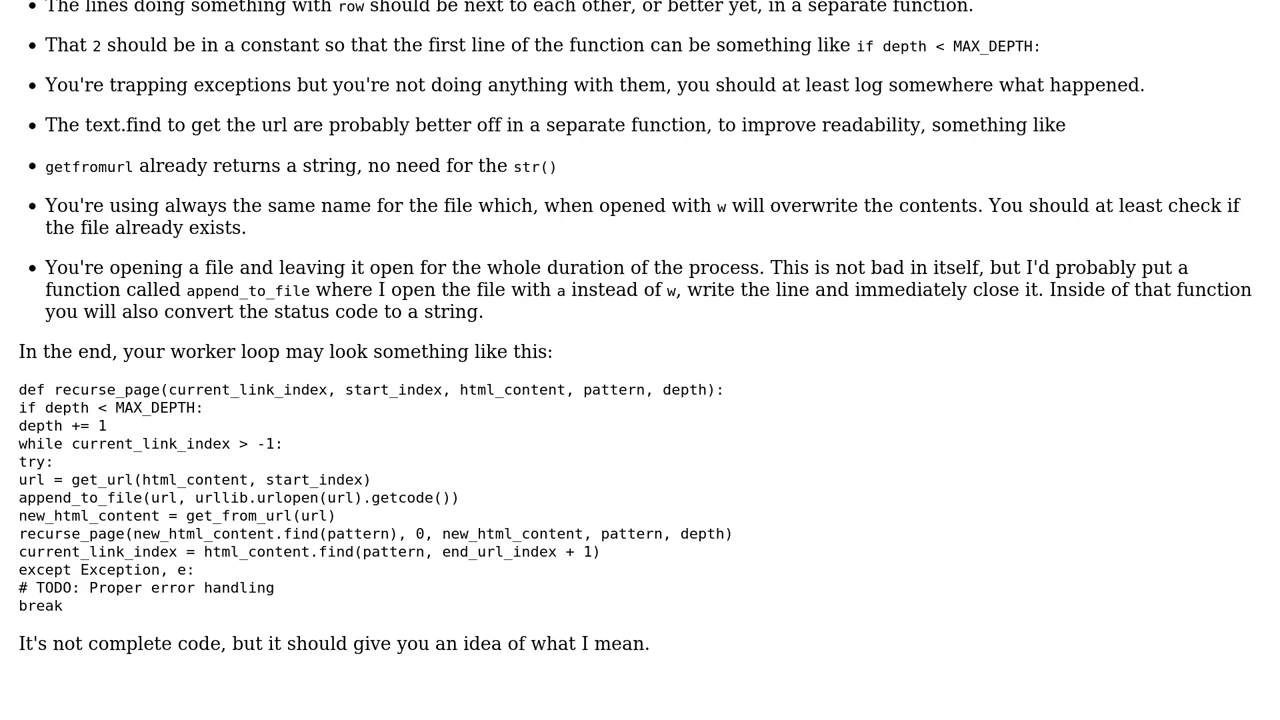 The lines doing something with row should be next to each other, or better yet, in a separate function.
That 2 should be in a constant so that the first line of the function can be something like if depth < MAX_DEPTH:
You're trapping exceptions but you're not doing anything with them, you should at least log somewhere what happened.
The text.find to get the url are probably better off in a separate function, to improve readability, something like
getfromurl already returns a string, no need for the str()
You're using always the same name for the file which, when opened with w will overwrite the contents. You should at least check if
the file already exists.
You're opening a file and leaving it open for the whole duration of the process. This is not bad in itself, but I'd probably put a
function called append_to_file where I open the file with a instead of w, write the line and immediately close it. Inside of that function
you will also convert the status code to a string.
In the end, your worker loop may look something like this:
def recurse_page(current_link_index, start_index, html_content, pattern, depth):
if depth < MAX_DEPTH:
depth += 1
while current_link_index > -1:
try:
url = get_url(html_content, start_index)
append_to_file(url, urllib.urlopen(url).getcode())
new_html_content = get_from_url(url)
recurse_page(new_html_content.find(pattern), 0, new_html_content, pattern, depth)
current_link_index = html_content.find(pattern, end_url_index + 1)
except Exception, e:
# TODO: Proper error handling
break
It's not complete code, but it should give you an idea of what I mean.